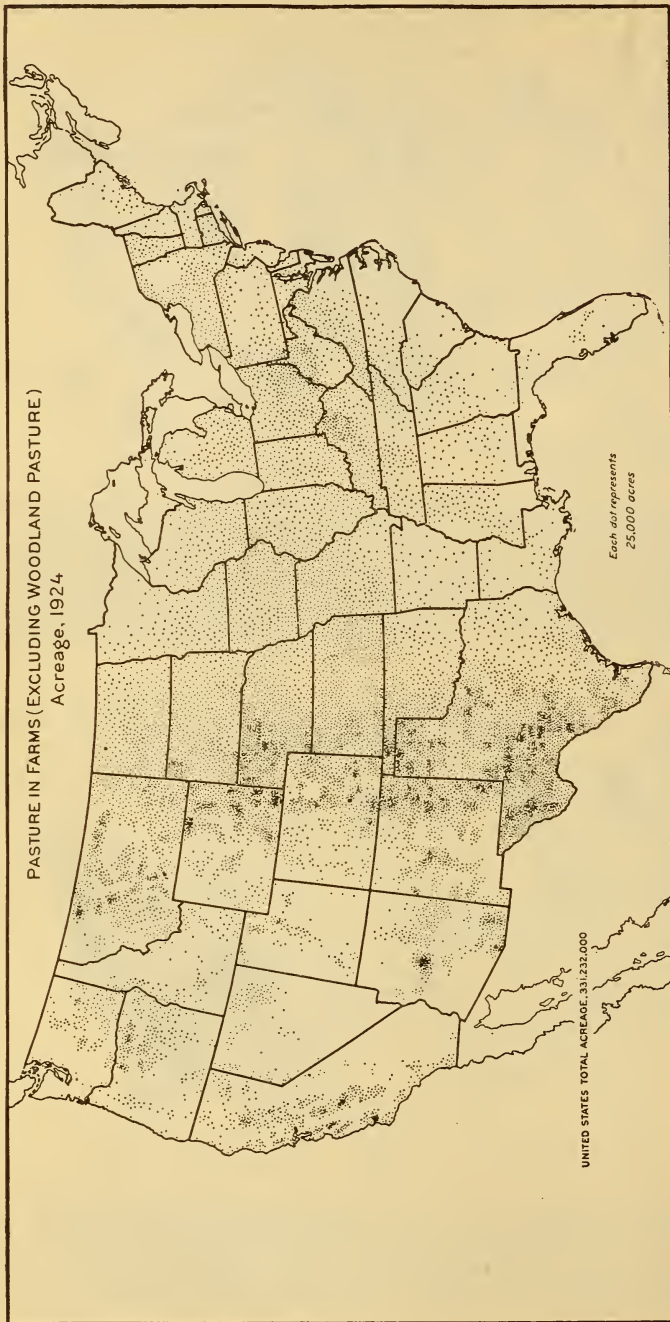 PASTURE IN FARMS (EXCLUDING WOODLAND PASTURE)
Acreage, 1924
Each dot represents
25,000 acres
UNITED STATES TOTAL ACREAGE, 331,232,000